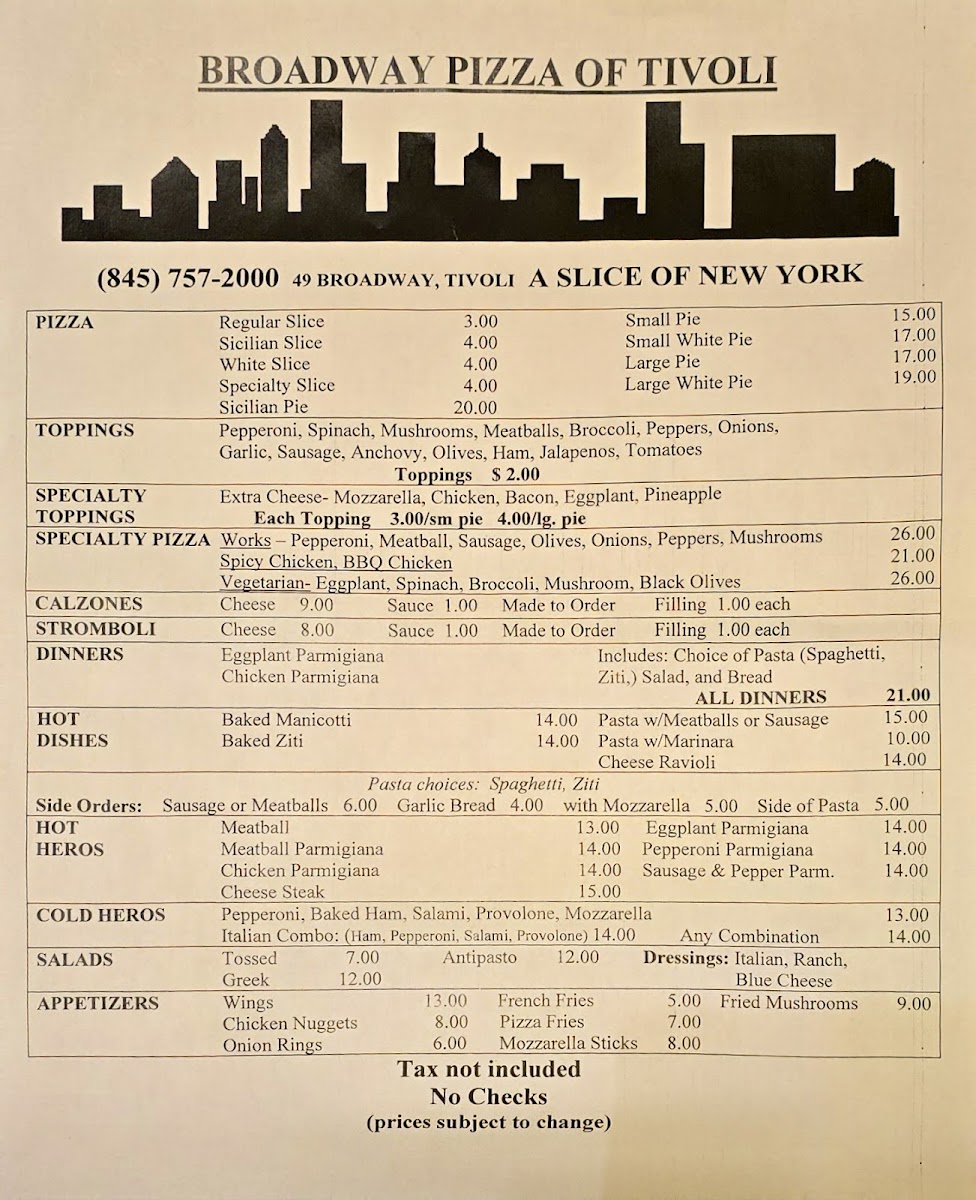 BROADWAY PIZZA OF TIVOLI
(845) 757-2000 49 BROADWAY, TIVOLI A SLICE OF NEW YORK
PIZZA Regular Slice 3.00 Small Pie 15.00
Sicilian Slice 4.00 Small White Pie 17.00
White Slice 4.00 Large Pie 17.00
Specialty Slice 4.00 Large White Pie 19.00
Sicilian Pie 20.00
TOPPINGS Pepperoni, Spinach, Mushrooms, Meatballs, Broccoli, Peppers, Onions,
Garlic, Sausage, Anchovy, Olives, Ham, Jalapenos, Tomatoes
Toppings $ 2.00
SPECIALTY Extra Cheese- Mozzarella, Chicken, Bacon, Eggplant, Pineapple
TOPPINGS Each Topping 3.00/sm pie 4.00/lg. pie
SPECIALTY PIZZA Works – Pepperoni, Meatball, Sausage, Olives, Onions, Peppers, Mushrooms 26.00
Spicy Chicken, BBQ Chicken 21.00
Vegetarian- Eggplant, Spinach, Broccoli, Mushroom, Black Olives 26.00
CALZONES Cheese 9.00 Sauce 1.00 Made to Order Filling 1.00 each
STROMBOLI Cheese 8.00 Sauce 1.00 Made to Order Filling 1.00 each
DINNERS Eggplant Parmigiana Includes: Choice of Pasta (Spaghetti,
Chicken Parmigiana Ziti,) Salad, and Bread
ALL DINNERS 21.00
HOT Baked Manicotti 14.00 Pasta w/Meatballs or Sausage 15.00
DISHES Baked Ziti 14.00 Pasta w/Marinara 10.00
Cheese Ravioli 14.00
Pasta choices: Spaghetti, Ziti
Side Orders: Sausage or Meatballs 6.00 Garlic Bread 4.00 with Mozzarella 5.00 Side of Pasta 5.00
HOT Meatball 13.00 Eggplant Parmigiana 14.00
HEROS Meatball Parmigiana 14.00 Pepperoni Parmigiana 14.00
Chicken Parmigiana 14.00 Sausage & Pepper Parm. 14.00
Cheese Steak 15.00
COLD HEROS Pepperoni, Baked Ham, Salami, Provolone, Mozzarella 13.00
Italian Combo: (Ham, Pepperoni, Salami, Provolone) 14.00 Any Combination 14.00
SALADS Tossed 7.00 Antipasto 12.00 Dressings: Italian, Ranch,
Greek 12.00 Blue Cheese
APPETIZERS Wings 13.00 French Fries 5.00 Fried Mushrooms 9.00
Chicken Nuggets 8.00 Pizza Fries 7.00
Onion Rings 6.00 Mozzarella Sticks 8.00
Tax not included
No Checks
(prices subject to change)